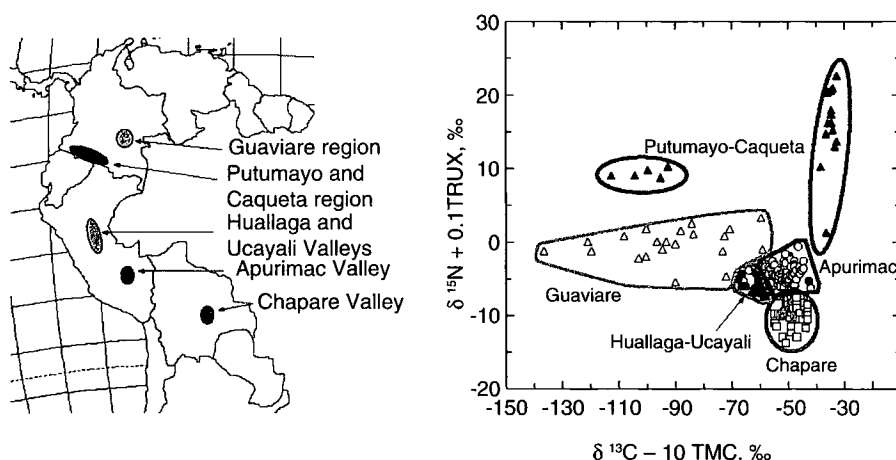 Guaviare region
Putumayo and
Caqueta region
Huallaga and
Ucayali Valleys
Apurimac Valley
Chapare Valley
δ ¹⁵N + 0.1TRUX, ‰
30
20
10
0
-10
-20
Putumayo-Caqueta
Guaviare
Apurimac
Huallaga-Ucayali
Chapare
-150 -130 -110 -90 -70 -50 -30 -10
δ ¹³C – 10 TMC, ‰